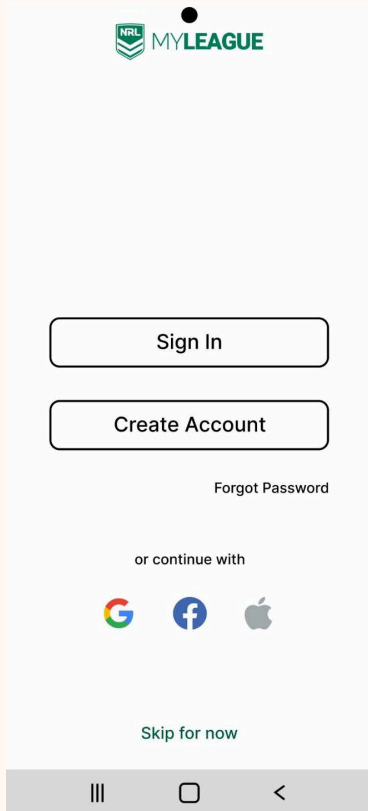 NRL MYLEAGUE
Sign In
Create Account
Forgot Password
or continue with
Skip for now